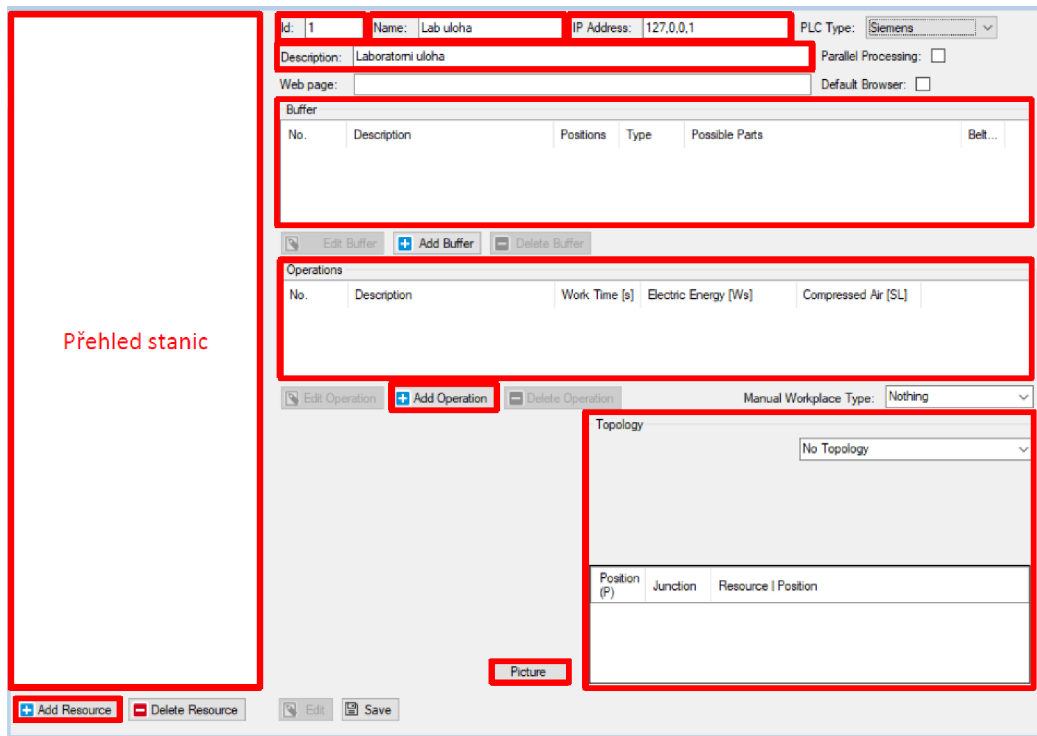 Id: 1 Name: Lab uloha IP Address: 127,0,0,1 PLC Type: Siemens
Description: Laboratorni uloha Parallel Processing:
Web page: Default Browser:
Buffer
No. Description Positions Type Possible Parts Belt...
Edit Buffer Add Buffer Delete Buffer
Operations
No. Description Work Time [s] Electric Energy [Ws] Compressed Air [SL]
Přehled stanic
Edit Operation Add Operation Delete Operation Manual Workplace Type: Nothing
Topology
No Topology
Position (P) Junction Resource | Position
Picture
Add Resource Delete Resource Edit Save